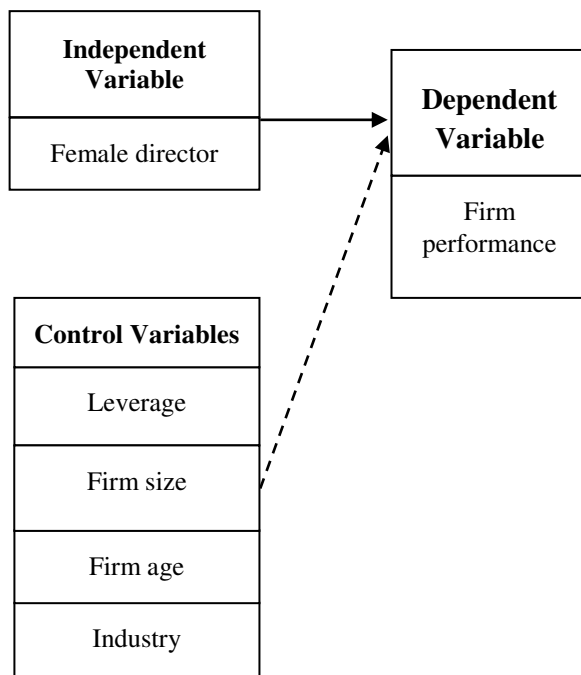 Independent
Variable
Female director
Dependent
Variable
Firm
performance
Control Variables
Leverage
Firm size
Firm age
Industry